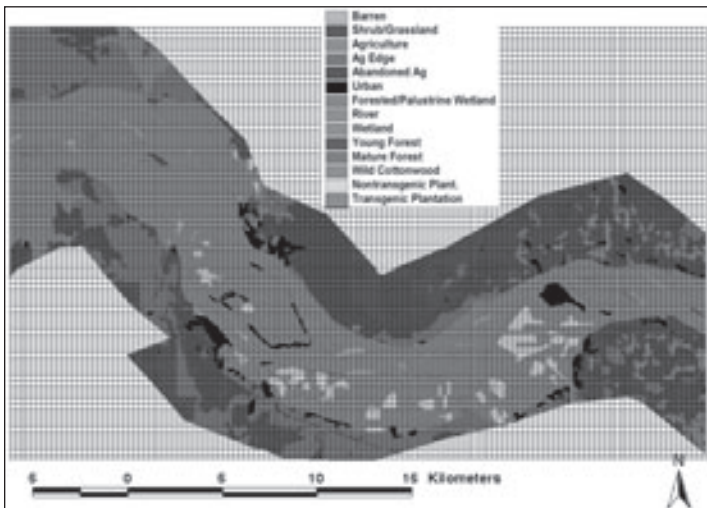 Barren
Shrub/Grassland
Agriculture
Ag Edge
Abandoned Ag
Urban
Forested/Palustrine Wetland
River
Wetland
Young Forest
Mature Forest
Wild Cottonwood
Nontransgenic Plant.
Transgenic Plantation
N
5 0 5 10 15 Kilometers